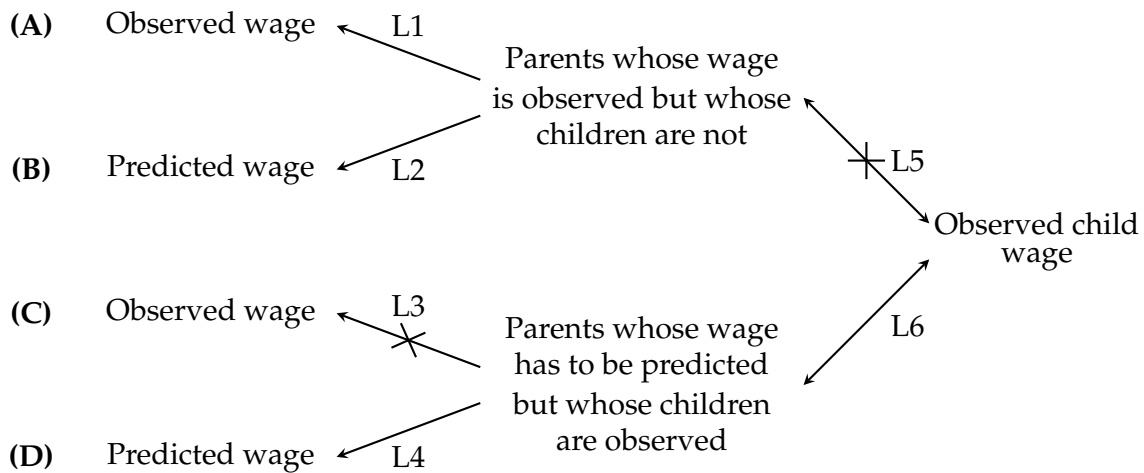 (A) Observed wage
L1
Parents whose wage
is observed but whose
children are not
(B) Predicted wage
L2
L5
Observed child
wage
(C) Observed wage
L3
Parents whose wage
has to be predicted
but whose children
are observed
L6
(D) Predicted wage
L4